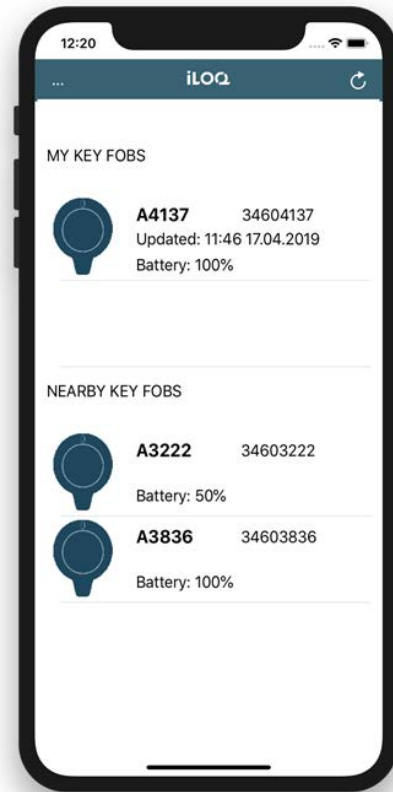 12:20
... iLOQ
MY KEY FOBS
A4137 34604137
Updated: 11:46 17.04.2019
Battery: 100%
NEARBY KEY FOBS
A3222 34603222
Battery: 50%
A3836 34603836
Battery: 100%